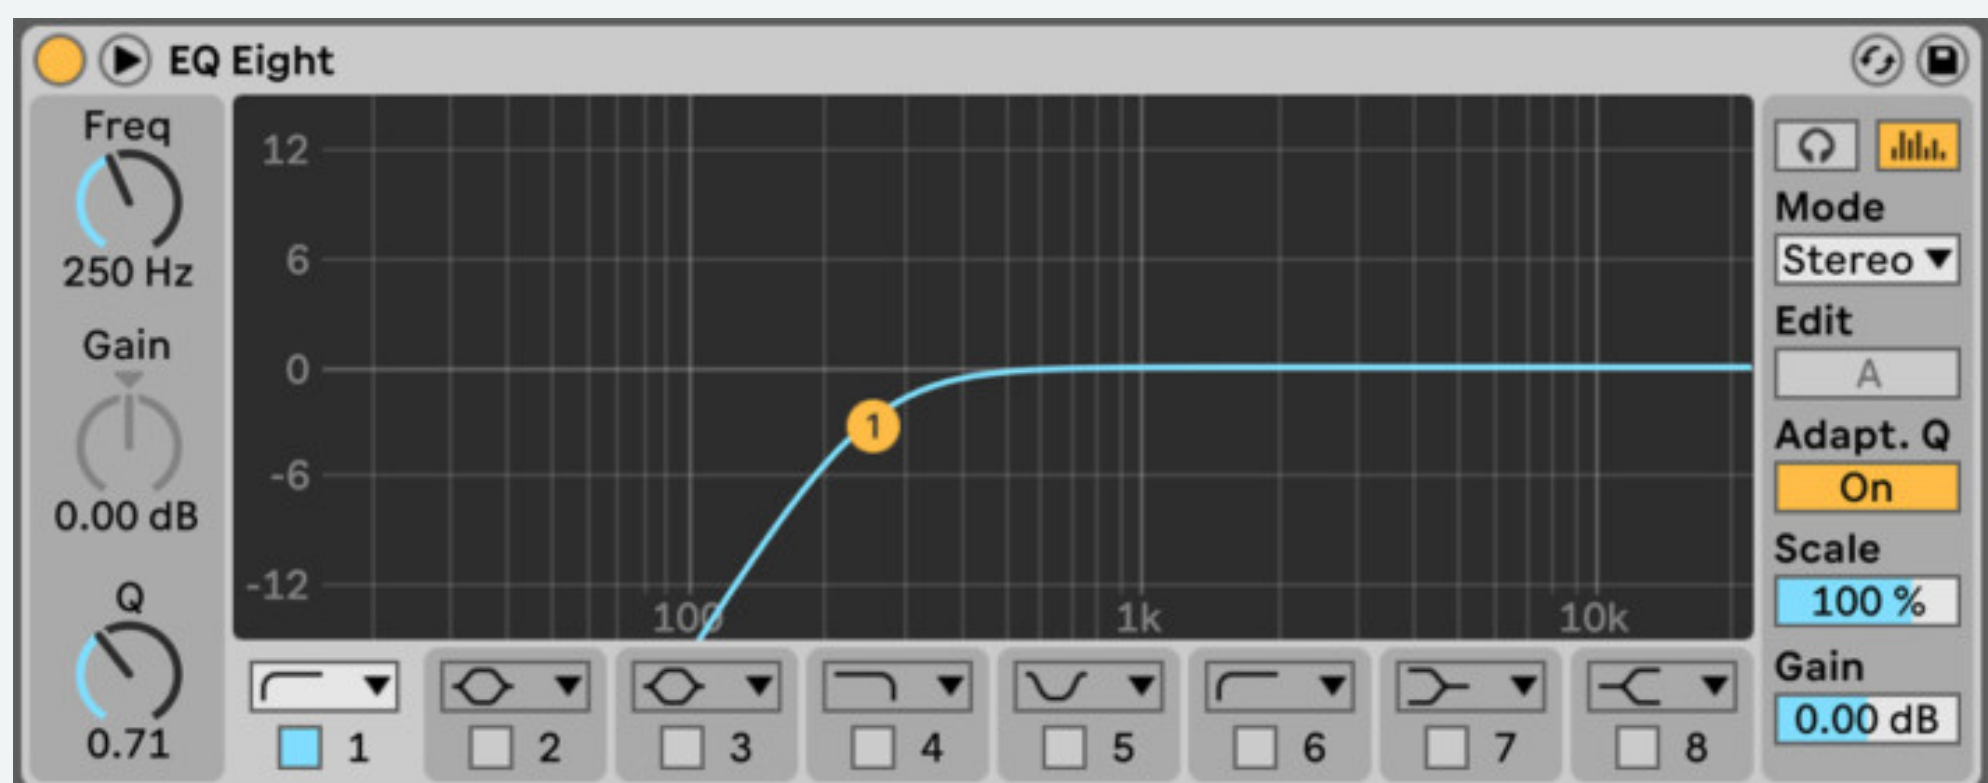 EQ Eight
Freq
250 Hz
Gain
0.00 dB
Q
0.71
12
6
0
-6
-12
100
1k
10k
1
Mode
Stereo
Edit
A
Adapt. Q
On
Scale
100 %
Gain
0.00 dB
1
2
3
4
5
6
7
8